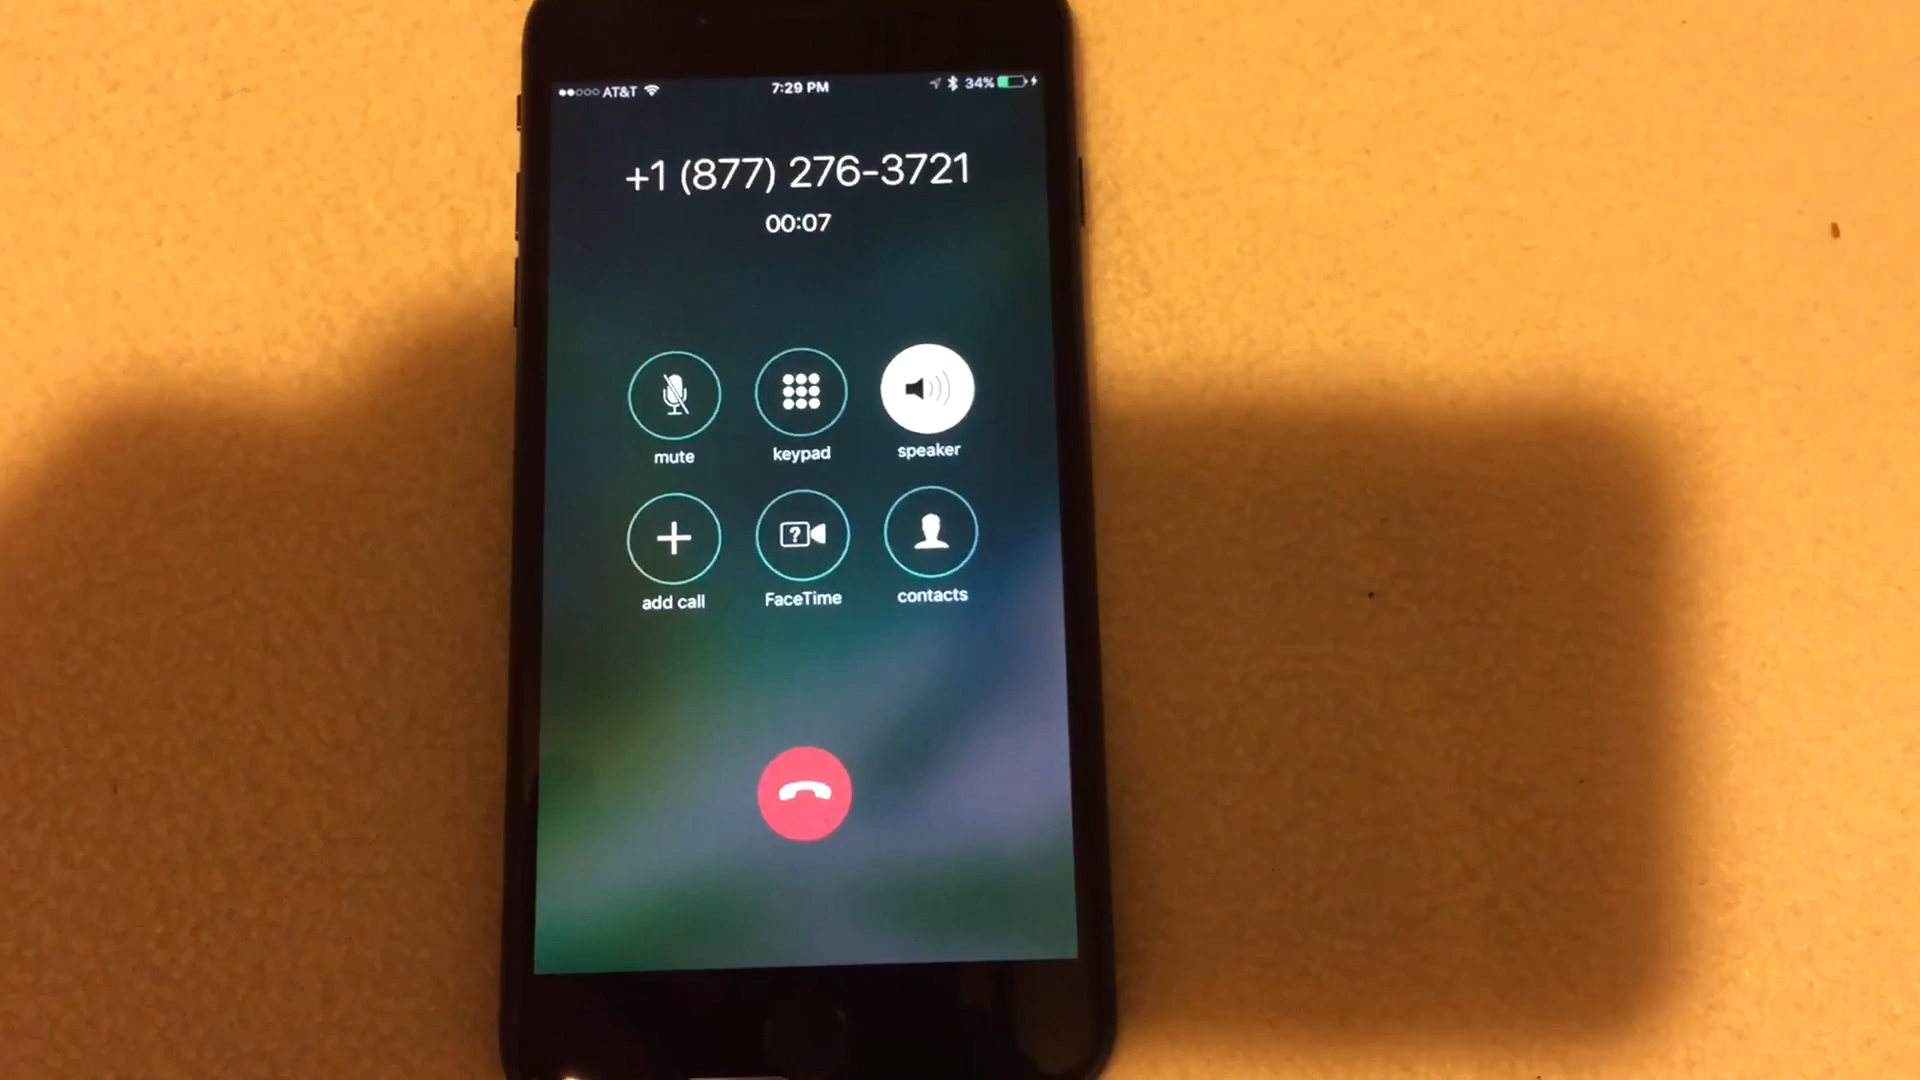 AT&T 7:29 PM 34%
+1 (877) 276-3721
00:07
mute keypad speaker
?
add call FaceTime contacts